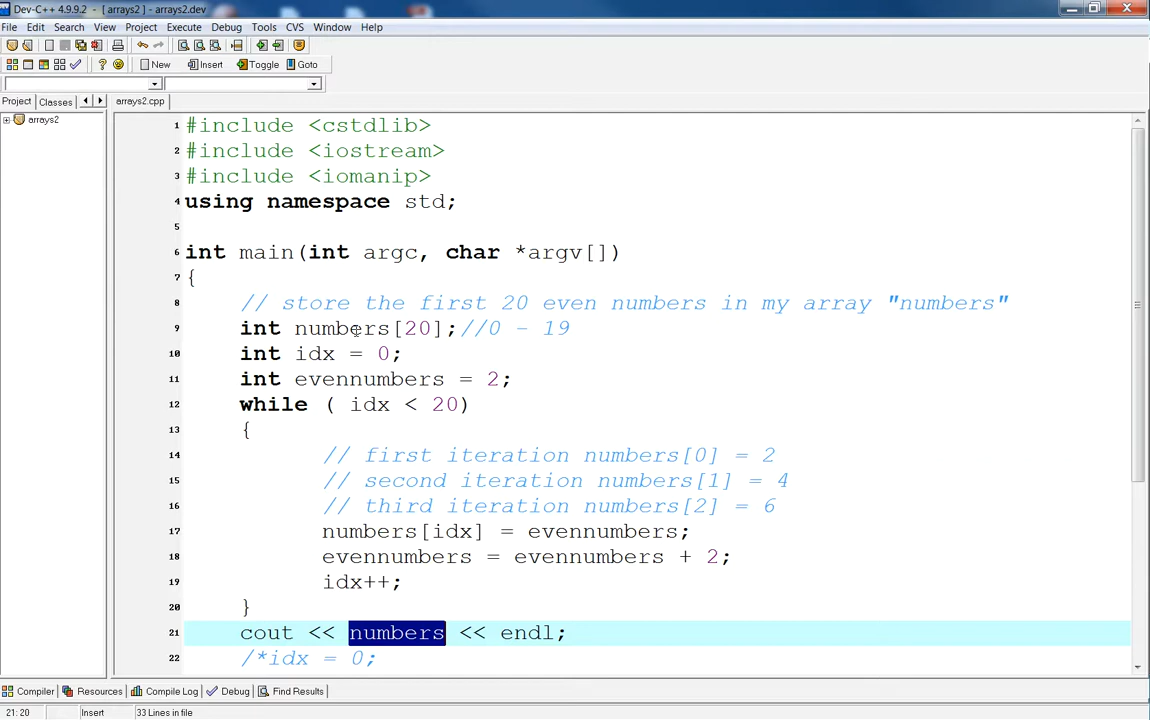 Dev-C++ 4.9.9.2 - [ arrays2 ] - arrays2.dev
File Edit Search View Project Execute Debug Tools CVS Window Help
New Insert Toggle Goto
Project Classes arrays2.cpp
arrays2
1 #include <cstdlib>
2 #include <iostream>
3 #include <iomanip>
4 using namespace std;
5
6 int main(int argc, char *argv[])
7 {
8 // store the first 20 even numbers in my array "numbers"
9 int numbers[20];//0 - 19
10 int idx = 0;
11 int evennumbers = 2;
12 while ( idx < 20)
13 {
14 // first iteration numbers[0] = 2
15 // second iteration numbers[1] = 4
16 // third iteration numbers[2] = 6
17 numbers[idx] = evennumbers;
18 evennumbers = evennumbers + 2;
19 idx++;
20 }
21 cout << numbers << endl;
22 /*idx = 0;
Compiler Resources Compile Log Debug Find Results
21: 20 Insert 33 Lines in file